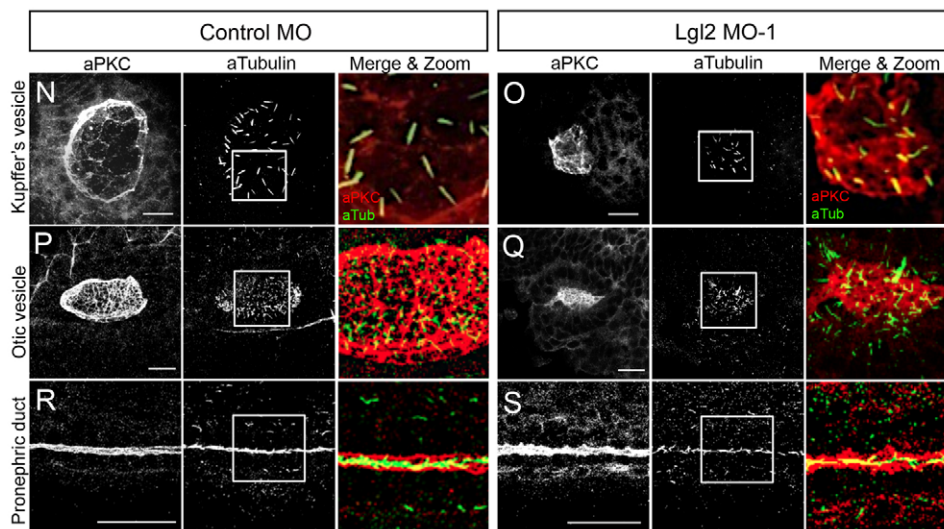 Control MO
Lgl2 MO-1
aPKC aTubulin Merge & Zoom aPKC aTubulin Merge & Zoom
Kupffer's vesicle
N
aPKC
aTub
O
aPKC
aTub
Otic vesicle
P
Q
Pronephric duct
R
S